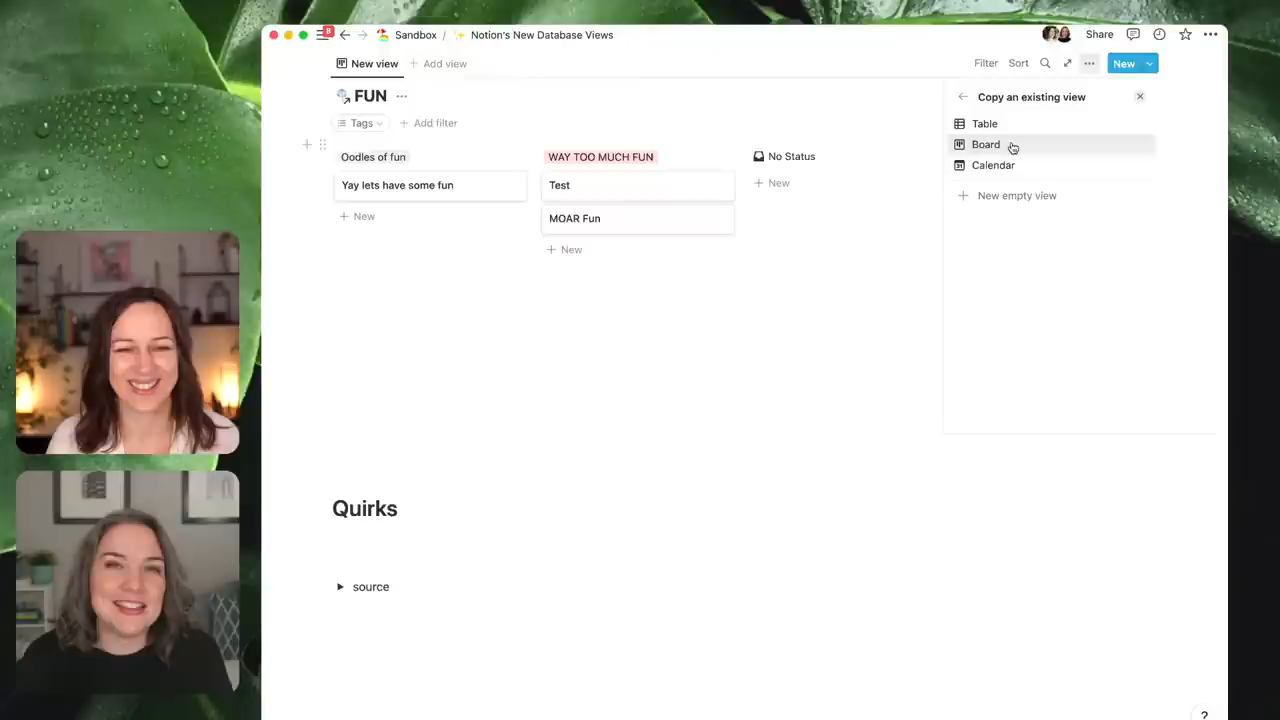 8
Sandbox / Notion's New Database Views
Share
New view
Add view
Filter
Sort
New
FUN
Copy an existing view
Tags
Add filter
Table
Board
Calendar
New empty view
Oodles of fun
WAY TOO MUCH FUN
No Status
Yay lets have some fun
Test
New
New
MOAR Fun
New
Quirks
source
?